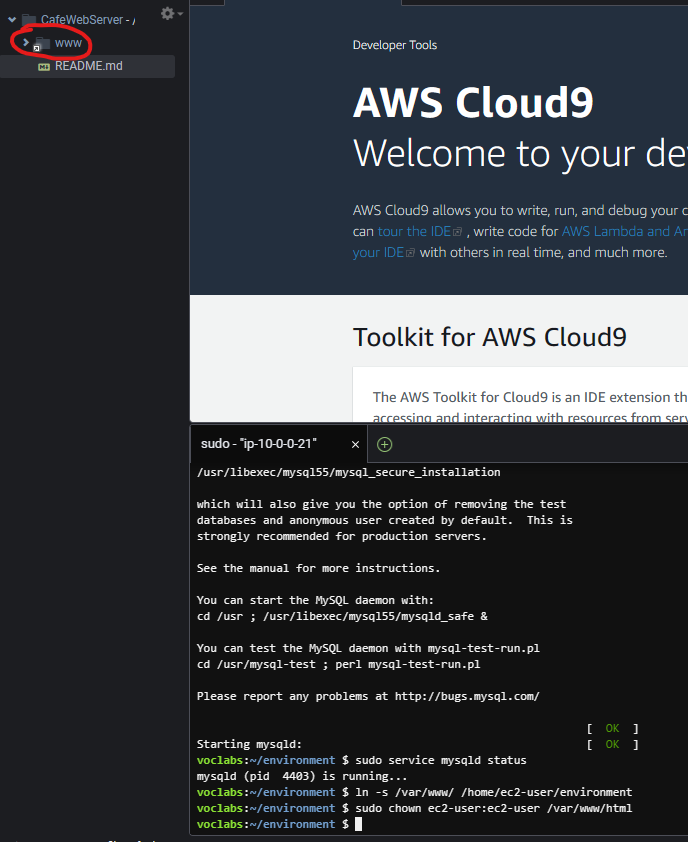 CafeWebServer - /
www
README.md
Developer Tools
AWS Cloud9
Welcome to your
AWS Cloud9 allows you to write, run, and debug your
can tour the IDE , write code for AWS Lambda and
your IDE with others in real time, and much more.
Toolkit for AWS Cloud9
The AWS Toolkit for Cloud9 is an IDE extension
accessing and interacting with resources from
sudo - "ip-10-0-0-21" ×
/usr/libexec/mysql55/mysql_secure_installation
which will also give you the option of removing the test
databases and anonymous user created by default.  This is
strongly recommended for production servers.
See the manual for more instructions.
You can start the MySQL daemon with:
cd /usr ; /usr/libexec/mysql55/mysqld_safe &
You can test the MySQL daemon with mysql-test-run.pl
cd /usr/mysql-test ; perl mysql-test-run.pl
Please report any problems at http://bugs.mysql.com/
[  OK  ]
Starting mysqld:                                           [  OK  ]
voclabs:~/environment $ sudo service mysqld status
mysqld (pid  4403) is running...
voclabs:~/environment $ ln -s /var/www/ /home/ec2-user/environment
voclabs:~/environment $ sudo chown ec2-user:ec2-user /var/www/html
voclabs:~/environment $